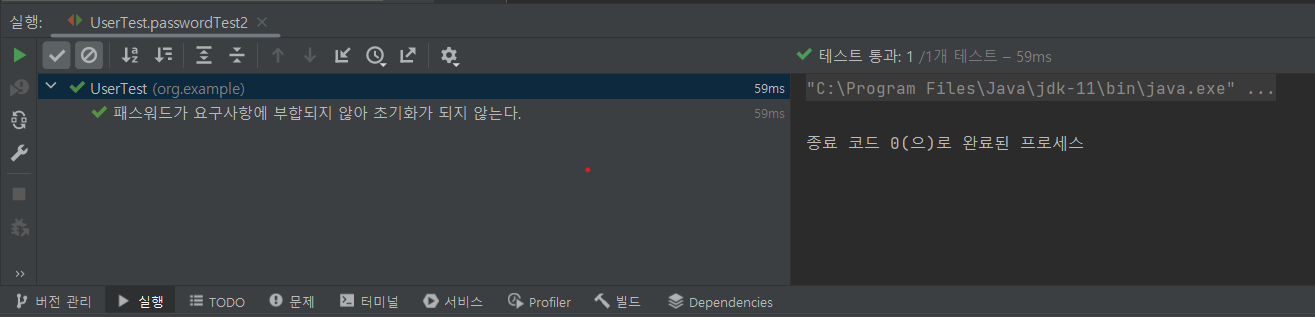 실행: UserTest.passwordTest2
테스트 통과: 1 /1개 테스트 – 59ms
UserTest (org.example) 59ms
패스워드가 요구사항에 부합되지 않아 초기화가 되지 않는다. 59ms
"C:\Program Files\Java\jdk-11\bin\java.exe" ...
종료 코드 0(으)로 완료된 프로세스
버전 관리 실행 TODO 문제 터미널 서비스 Profiler 빌드 Dependencies